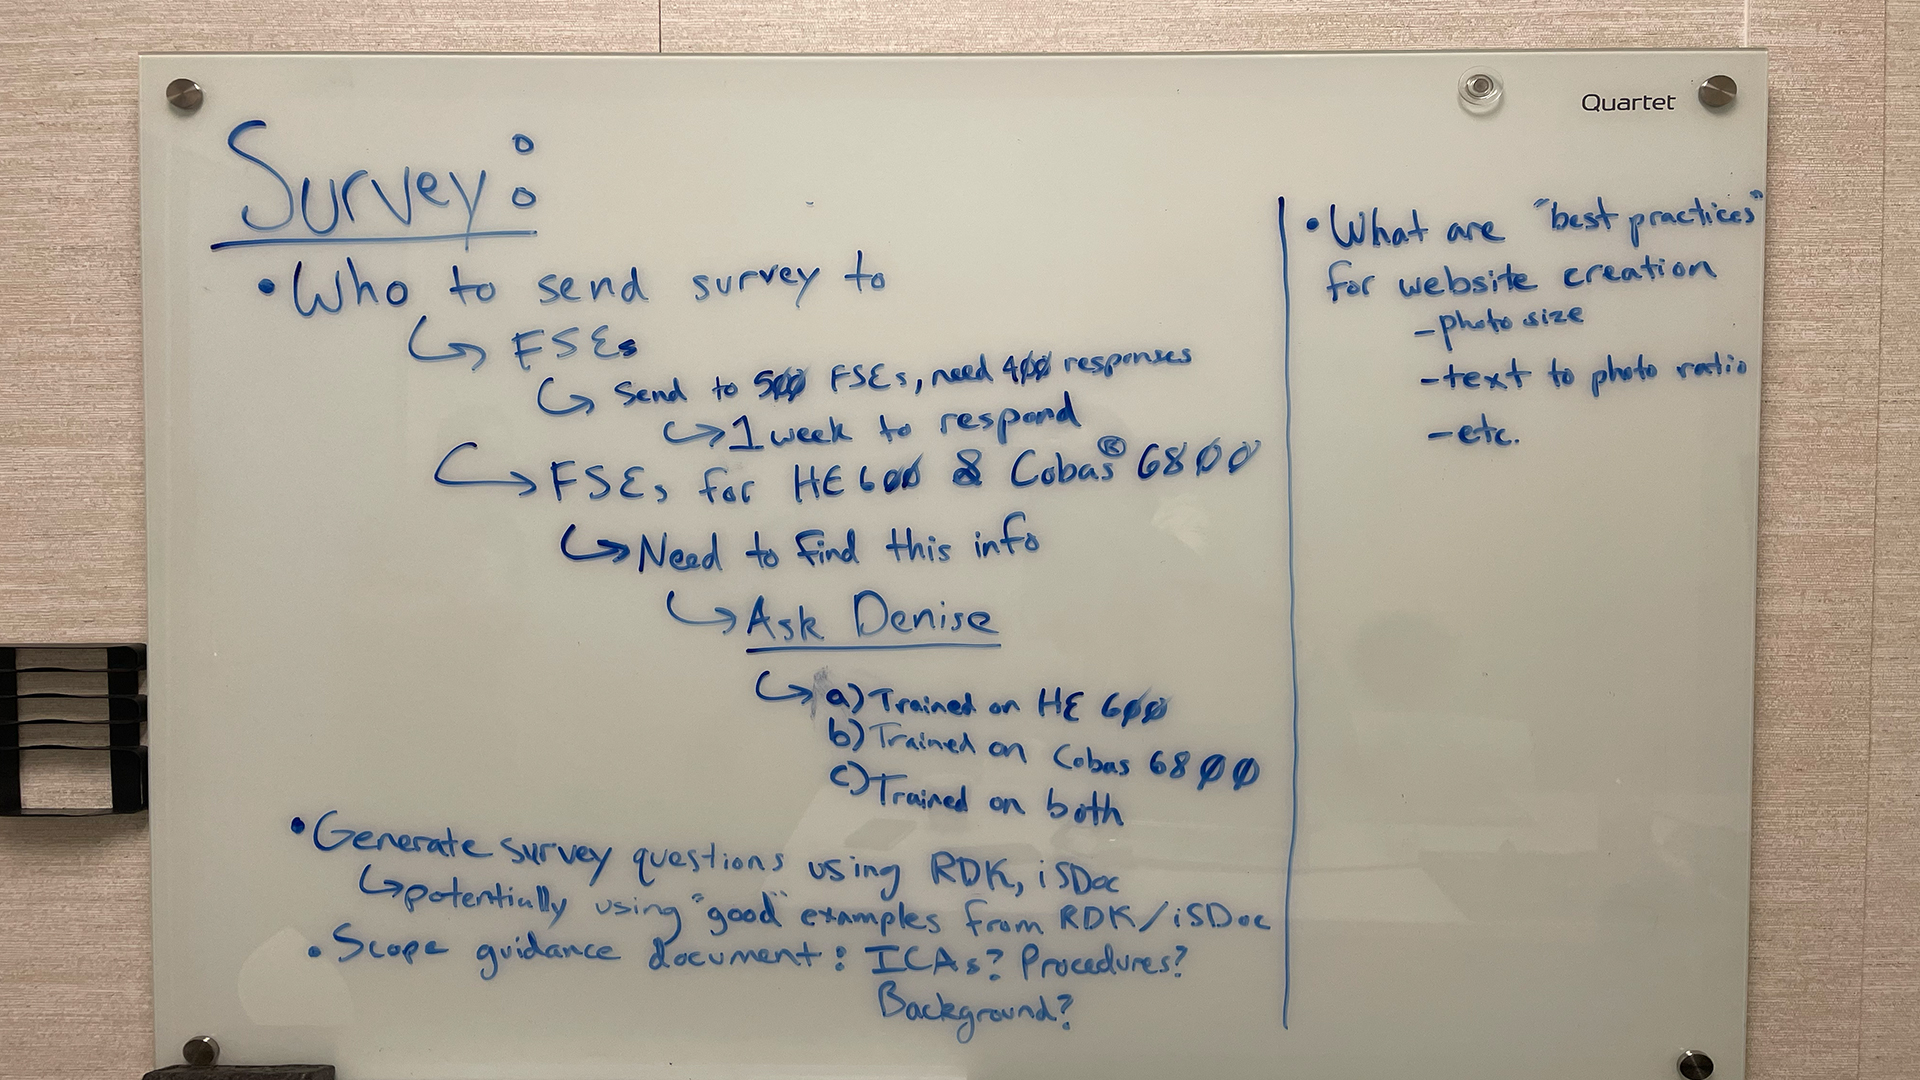 Quartet
Survey:
• Who to send survey to
↳ FSEs
↳ Send to 500 FSEs, need 400 responses
↳ 1 week to respond
↳ FSEs for HE 600 & Cobas® 6800
↳ Need to find this info
↳ Ask Denise
↳ a) Trained on HE 600
b) Trained on Cobas 6800
c) Trained on both
• Generate survey questions using RDK, iSDoc
↳ potentially using "good" examples from RDK/iSDoc
• Scope guidance document: ICAs? Procedures?
Background?
• What are "best practices"
for website creation
- photo size
- text to photo ratio
- etc.